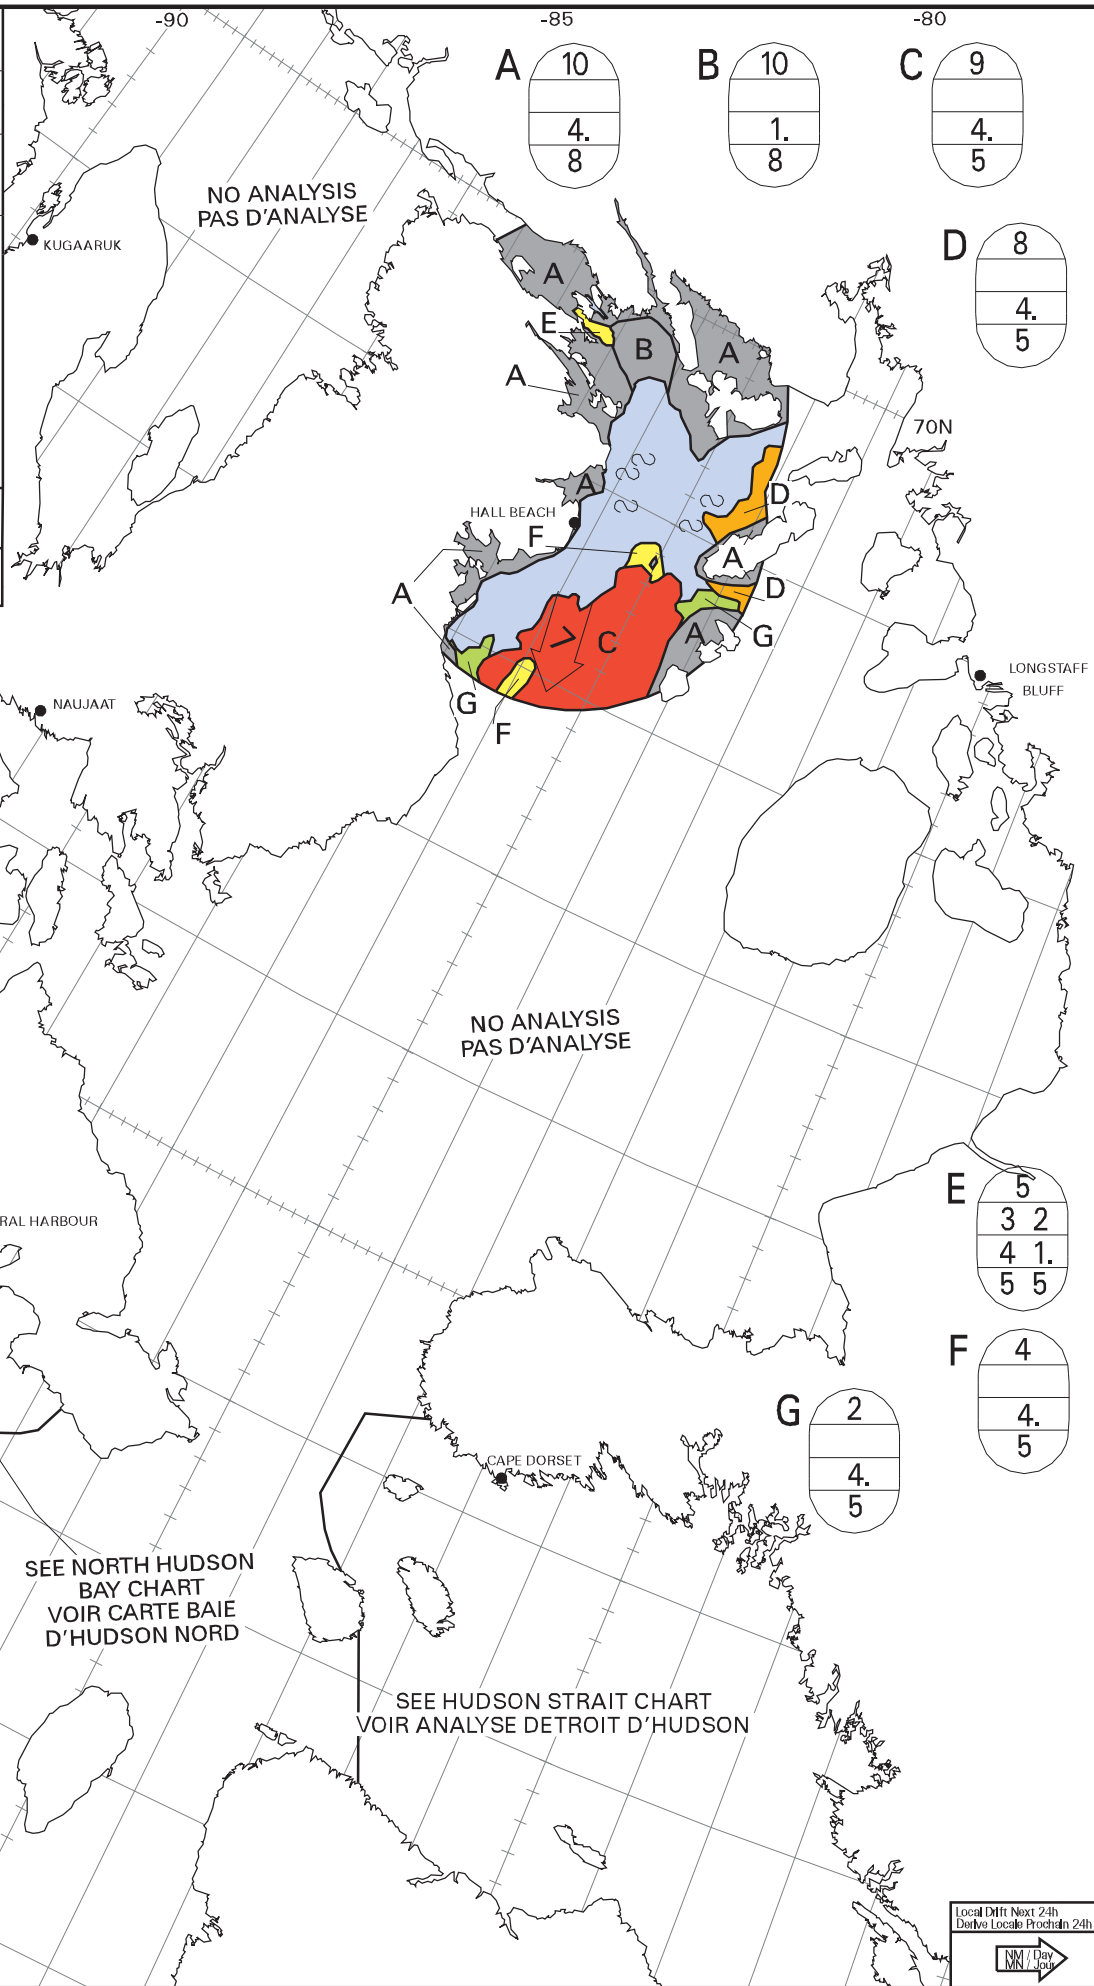 -90
-85
-80
A
10
4.
8
B
10
1.
8
C
9
4.
5
D
8
4.
5
NO ANALYSIS
PAS D'ANALYSE
KUGAARUK
A
E
B
A
A
70N
A
D
HALL BEACH
F
A
A
D
C
A
G
G
F
LONGSTAFF
BLUFF
NAUJAAT
NO ANALYSIS
PAS D'ANALYSE
RAL HARBOUR
E
5
3 2
4 1.
5 5
F
4
4.
5
G
2
4.
5
CAPE DORSET
SEE NORTH HUDSON
BAY CHART
VOIR CARTE BAIE
D'HUDSON NORD
SEE HUDSON STRAIT CHART
VOIR ANALYSE DETROIT D'HUDSON
Local Drift Next 24h
Derive Locale Prochain 24h
NM / Day
MN / Jour